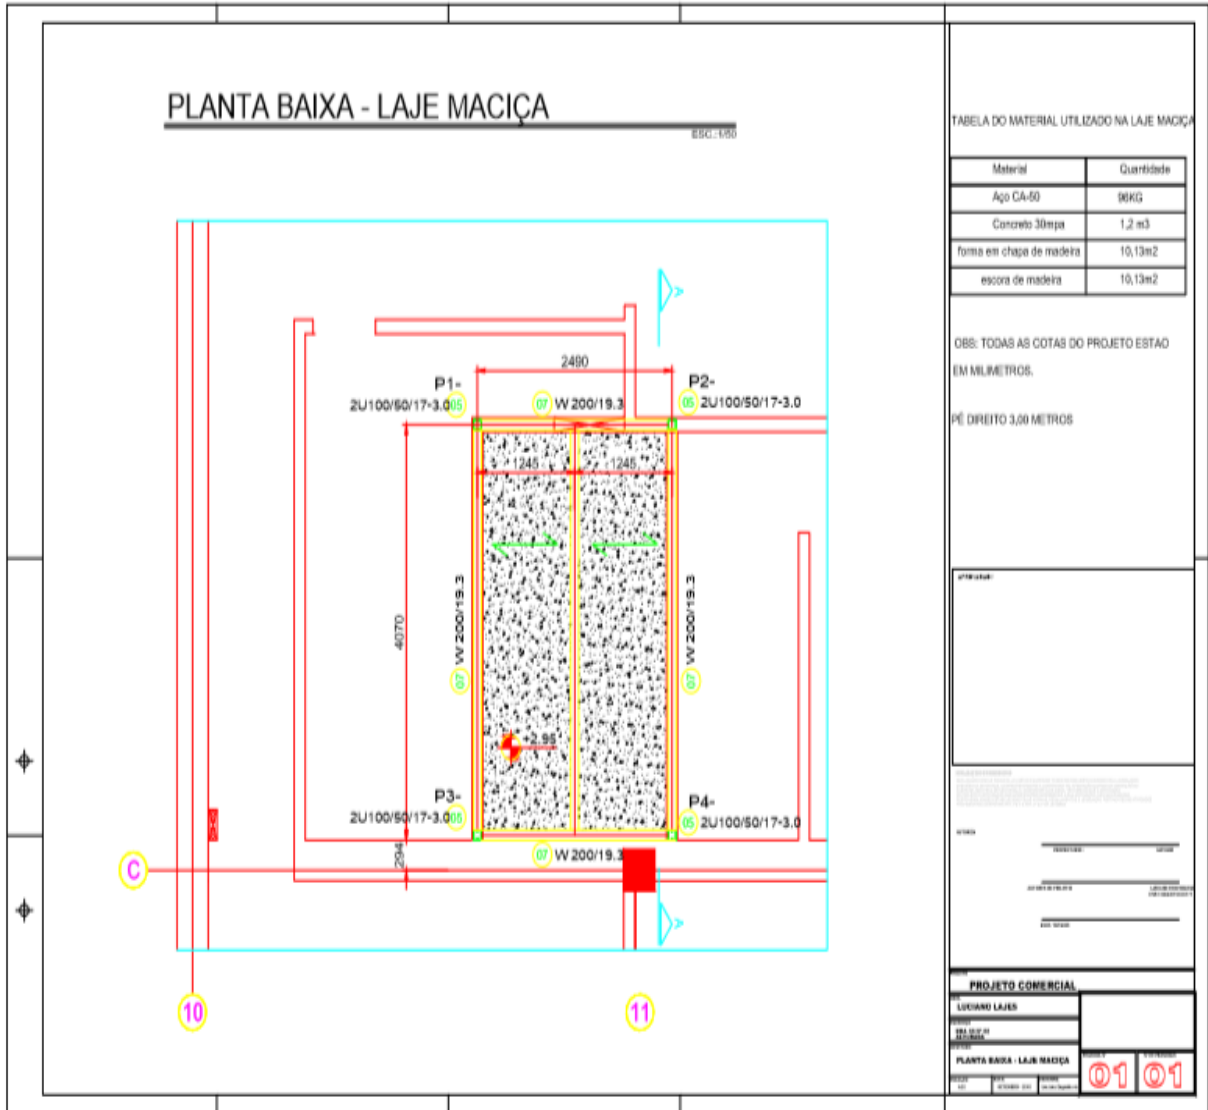 PLANTA BAIXA - LAJE MACIÇA
ESC.:1/50
TABELA DO MATERIAL UTILIZADO NA LAJE MACIÇA
Material Quantidade
Aço CA-50 98KG
Concreto 30mpa 1,2 m3
forma em chapa de madeira 10,13m2
escora de madeira 10,13m2
OBS: TODAS AS COTAS DO PROJETO ESTAO
EM MILIMETROS.
PÉ DIREITO 3,00 METROS
2490
P1-
2U100/50/17-3.0 05
07 W 200/19.3
P2-
05 2U100/50/17-3.0
1245 1245
4070
W 200/19.3
07
W 200/19.3
07
+2.95
P3-
2U100/50/17-3.0 05
P4-
05 2U100/50/17-3.0
07 W 200/19.3
294
C
10
11
PROJETO COMERCIAL
LUCIANO LAJES
PLANTA BAIXA - LAJE MACIÇA
01 01